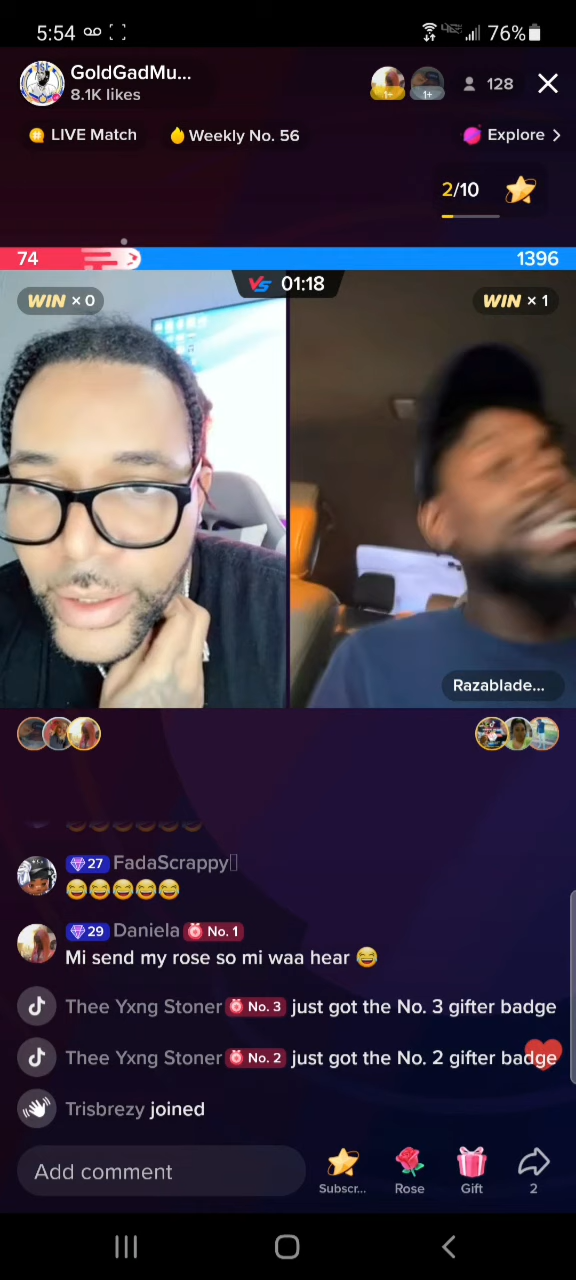 5:54
76%
GoldGadMu...
8.1K likes
1+
1+
128
LIVE Match
Weekly No. 56
Explore >
2/10
74
1396
VS 01:18
WIN x 0
WIN x 1
Razablade...
27 FadaScrappy
😂😂😂😂😂
29 Daniela No. 1
Mi send my rose so mi waa hear 😂
Thee Yxng Stoner No. 3 just got the No. 3 gifter badge
Thee Yxng Stoner No. 2 just got the No. 2 gifter badge
Trisbrezy joined
Add comment
Subscr...
Rose
Gift
2